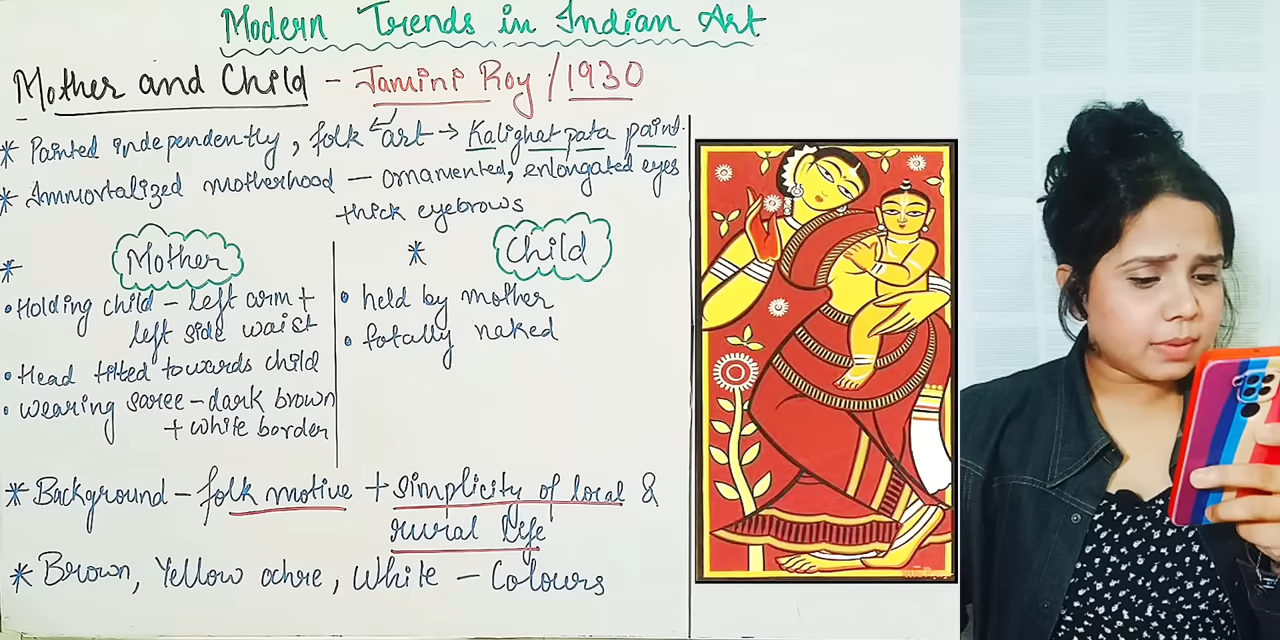 Modern Trends in Indian Art
Mother and Child - Jamini Roy / 1930
* Painted independently, folk art → Kalighat pata paint.
* Immortalized motherhood - ornamented, enlongated eyes
thick eyebrows
* Mother
• Holding child - left arm +
left side waist
• Head tilted towards child
• wearing saree - dark brown
+ white border
* Child
• held by mother
• totally naked
* Background - folk motive + simplicity of local &
rural life
* Brown, Yellow ochre, White - Colours